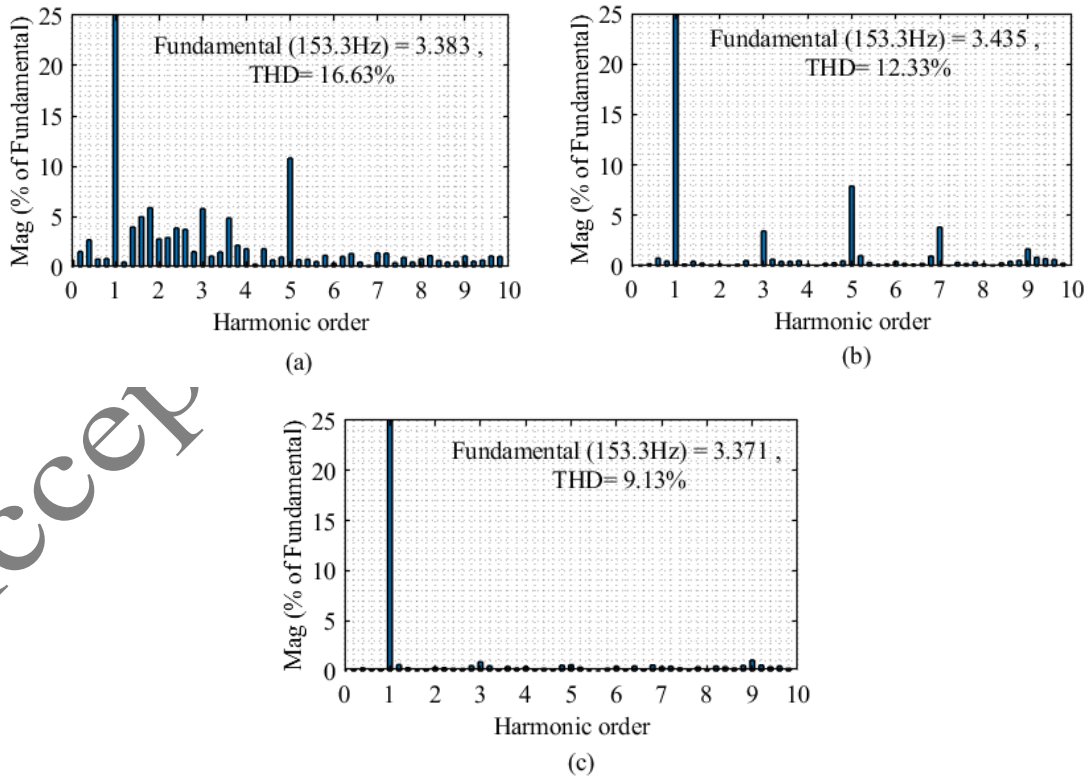 Mag (% of Fundamental)
25
20
15
10
5
0
Fundamental (153.3Hz) = 3.383 ,
THD= 16.63%
0 1 2 3 4 5 6 7 8 9 10
Harmonic order
(a)
Mag (% of Fundamental)
25
20
15
10
5
0
Fundamental (153.3Hz) = 3.435 ,
THD= 12.33%
0 1 2 3 4 5 6 7 8 9 10
Harmonic order
(b)
Mag (% of Fundamental)
25
20
15
10
5
0
Fundamental (153.3Hz) = 3.371 ,
THD= 9.13%
0 1 2 3 4 5 6 7 8 9 10
Harmonic order
(c)